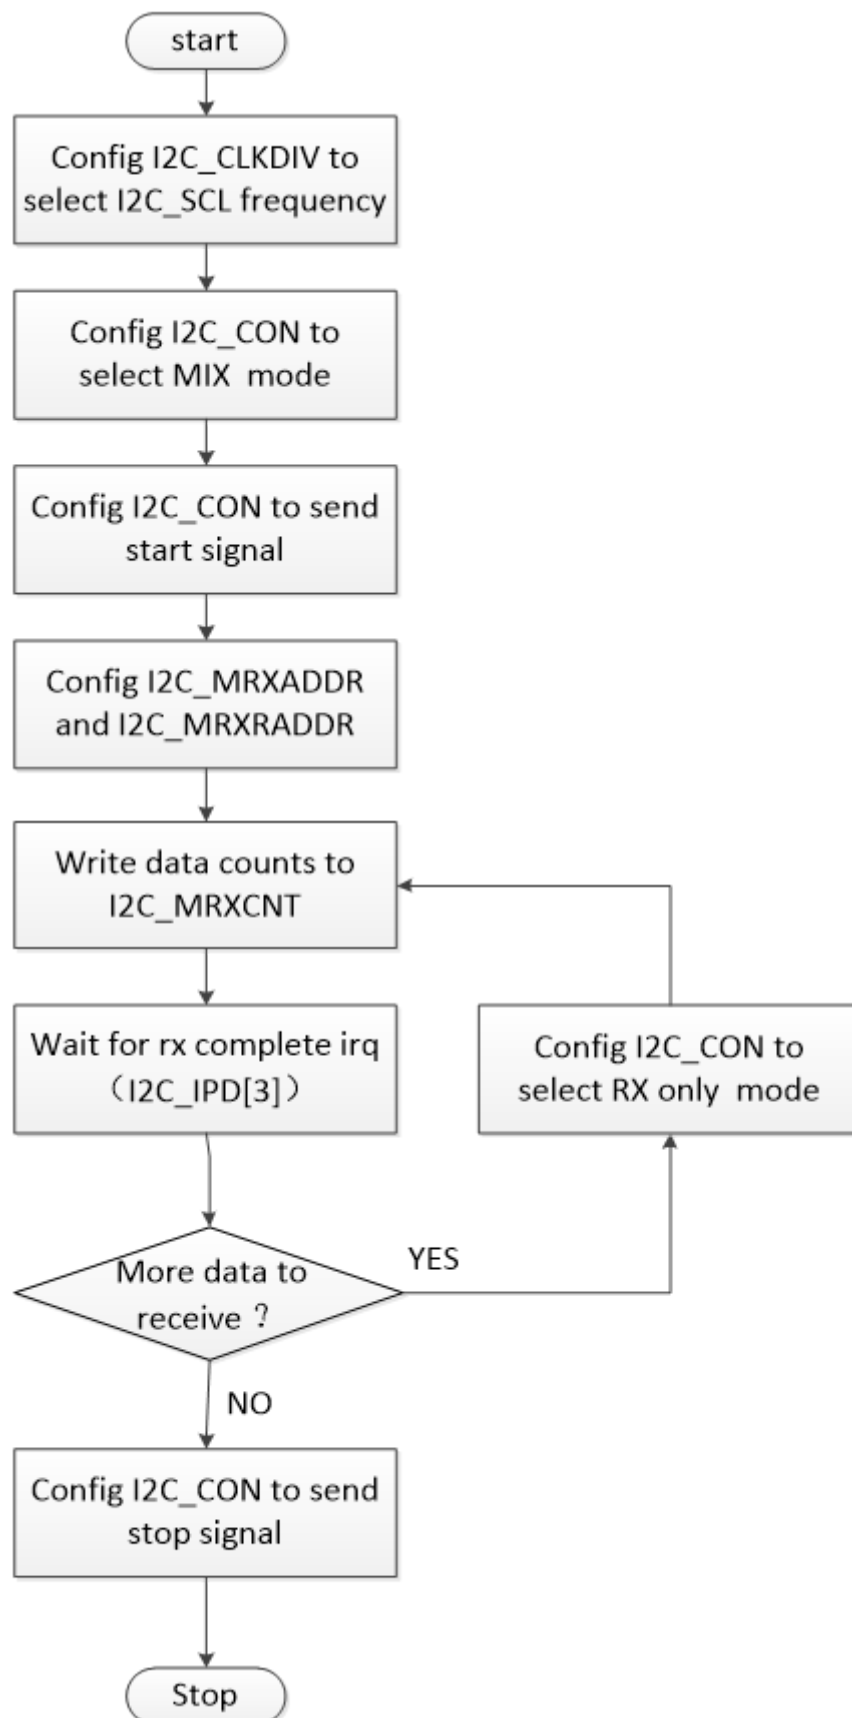 start
Config I2C_CLKDIV to
select I2C_SCL frequency
Config I2C_CON to
select MIX  mode
Config I2C_CON to send
start signal
Config I2C_MRXADDR
and I2C_MRXRADDR
Write data counts to
I2C_MRXCNT
Wait for rx complete irq
（I2C_IPD[3]）
Config I2C_CON to
select RX only  mode
More data to
receive？
YES
NO
Config I2C_CON to send
stop signal
Stop